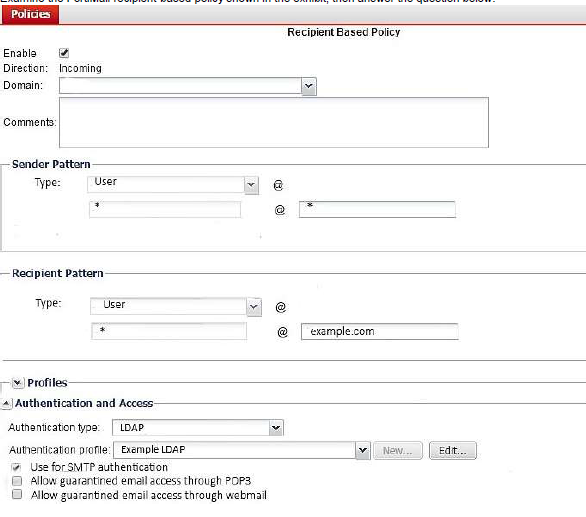 Examine the FortiMail recipient-based policy shown in the exhibit, then answer the question below.
Policies
Recipient Based Policy
Enable
Direction: Incoming
Domain:
Comments:
Sender Pattern
Type: User @
* @ *
Recipient Pattern
Type: User @
* @ example.com
Profiles
Authentication and Access
Authentication type: LDAP
Authentication profile: Example LDAP New... Edit...
Use for SMTP authentication
Allow guarantined email access through POP3
Allow guarantined email access through webmail